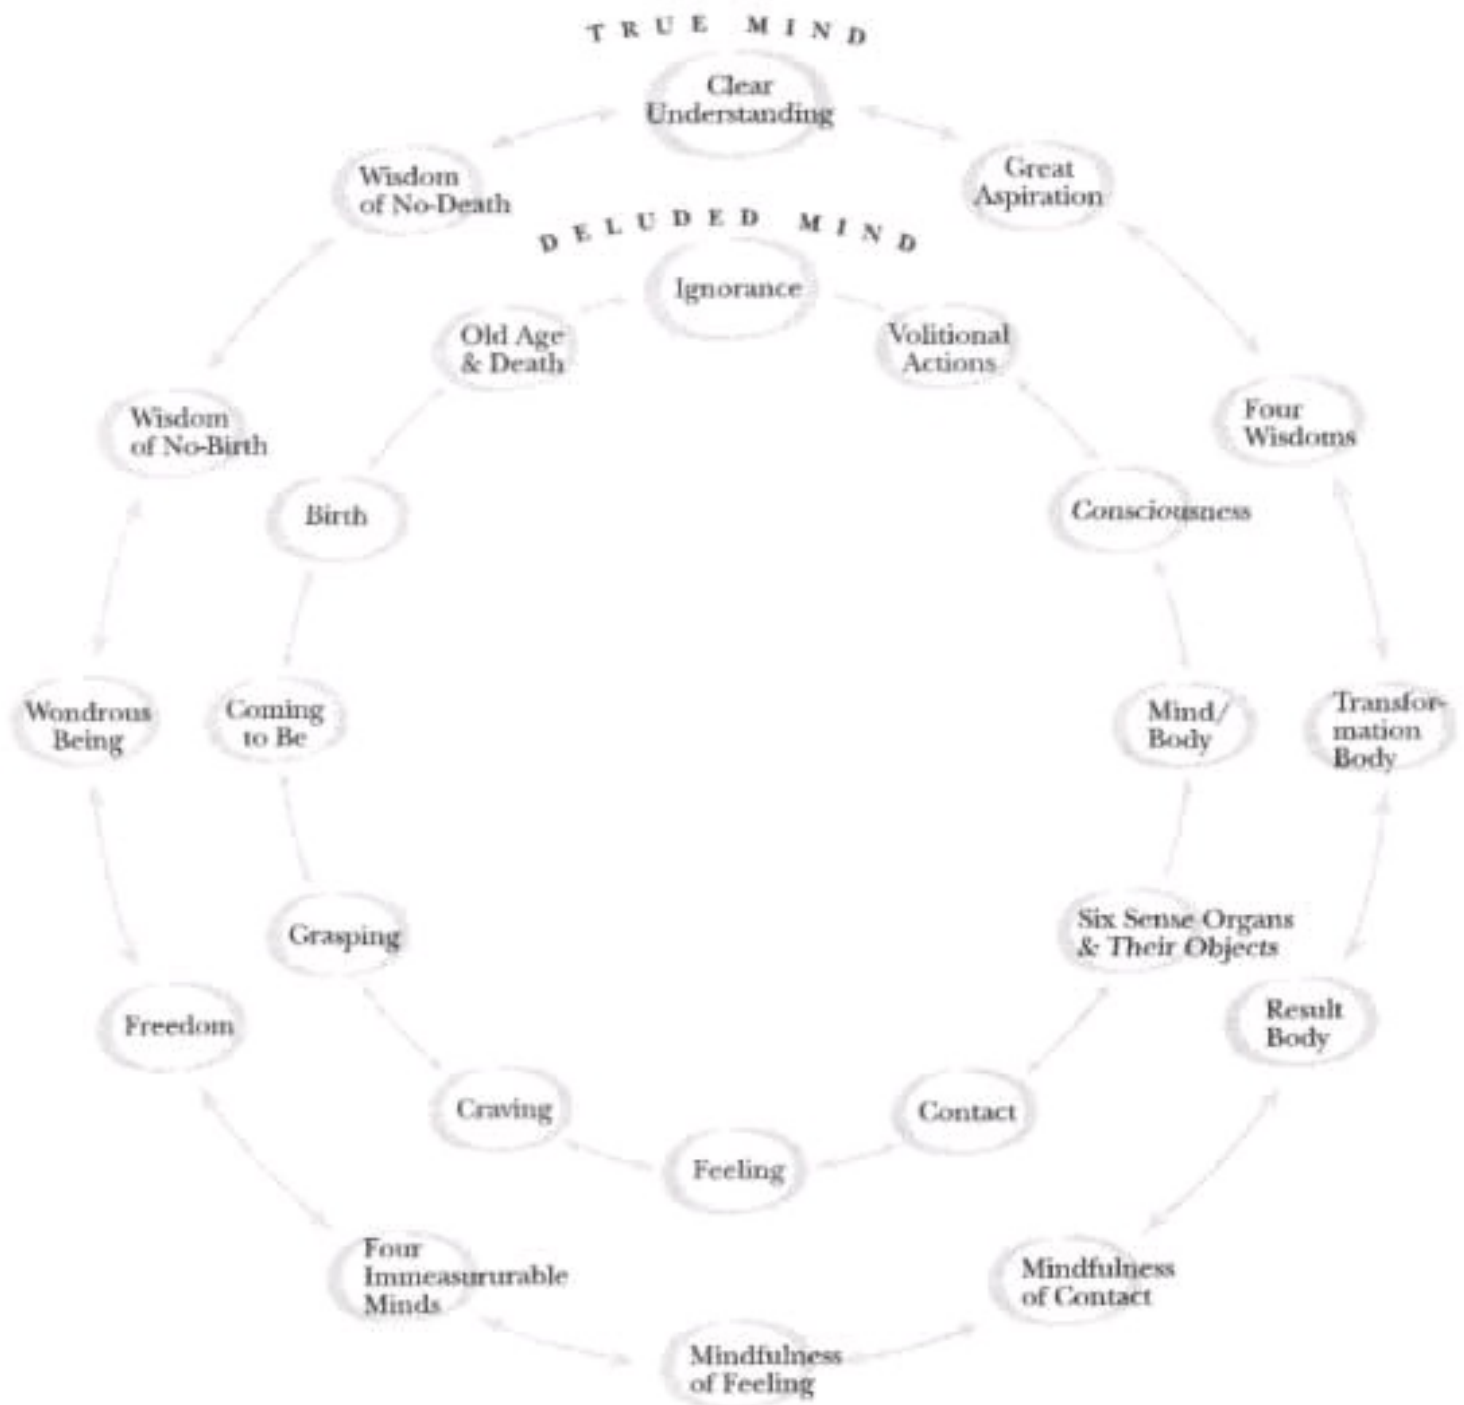 TRUE MIND
Clear
Understanding
Great
Aspiration
Four
Wisdoms
Transfor-
mation
Body
Result
Body
Mindfulness
of Contact
Mindfulness
of Feeling
Four
Immeasururable
Minds
Freedom
Wondrous
Being
Wisdom
of No-Birth
Wisdom
of No-Death
DELUDED MIND
Ignorance
Volitional
Actions
Consciousness
Mind/
Body
Six Sense Organs
& Their Objects
Contact
Feeling
Craving
Grasping
Coming
to Be
Birth
Old Age
& Death